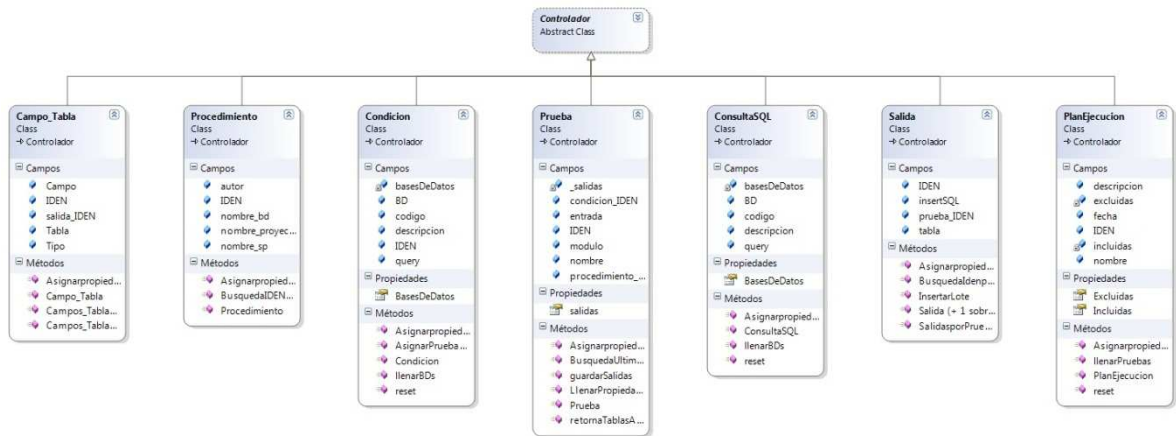 Controlador
Abstract Class
Campo_Tabla
Class
Controlador
Campos
Campo
IDEN
salida_IDEN
Tabla
Tipo
Métodos
Asignarpropied...
Campo_Tabla
Campos_Tabla...
Campos_Tabla...
Procedimiento
Class
Controlador
Campos
autor
IDEN
nombre_bd
nombre_proyec...
nombre_sp
Métodos
Asignarpropied...
BusquedaIDEN...
Procedimiento
Condicion
Class
Controlador
Campos
basesDeDatos
BD
codigo
descripcion
IDEN
query
Propiedades
BasesDeDatos
Métodos
Asignarpropied...
AsignarPrueba...
Condicion
llenarBDs
reset
Prueba
Class
Controlador
Campos
_salidas
condicion_IDEN
entrada
IDEN
modulo
nombre
procedimiento_...
Propiedades
salidas
Métodos
Asignarpropied...
BusquedaUltim...
guardarSalidas
LlenarPropieda...
Prueba
retornaTablasA...
ConsultaSQL
Class
Controlador
Campos
basesDeDatos
BD
codigo
descripcion
query
Propiedades
BasesDeDatos
Métodos
Asignarpropied...
ConsultaSQL
llenarBDs
reset
Salida
Class
Controlador
Campos
IDEN
insertSQL
prueba_IDEN
tabla
Métodos
Asignarpropied...
BusquedaIdenp...
InsertarLote
Salida (+ 1 sobr...
SalidasporPrue...
PlanEjecucion
Class
Controlador
Campos
descripcion
excluidas
fecha
IDEN
incluidas
nombre
Propiedades
Excluidas
Incluidas
Métodos
Asignarpropied...
llenarPruebas
PlanEjecucion
reset